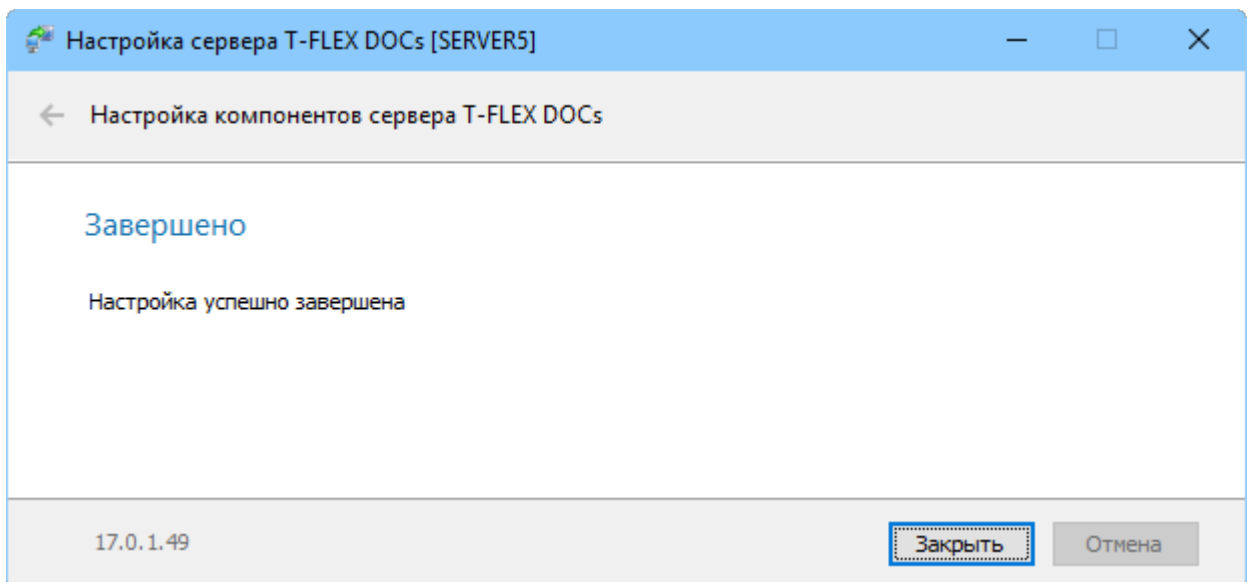 Настройка сервера T-FLEX DOCs [SERVER5]
Настройка компонентов сервера T-FLEX DOCs
Завершено
Настройка успешно завершена
17.0.1.49
Закрыть
Отмена